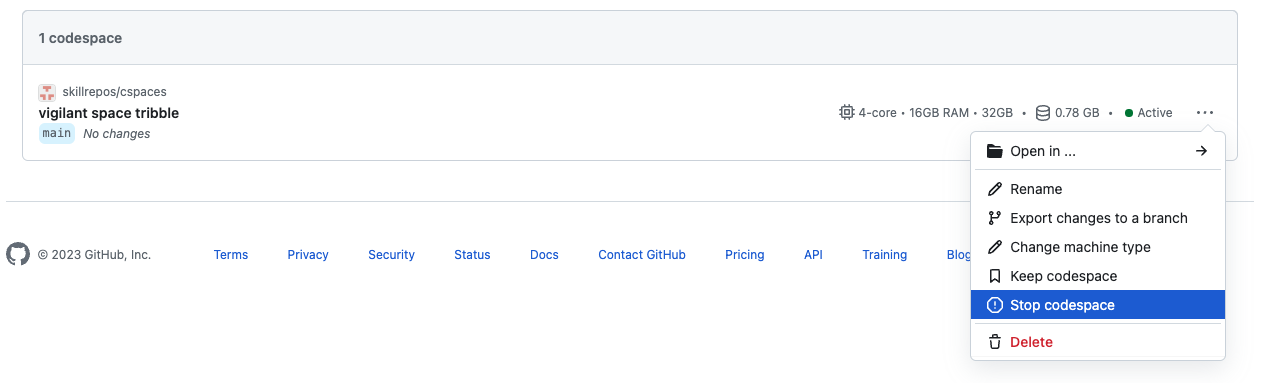 1 codespace
skillrepos/cspaces
vigilant space tribble
4-core • 16GB RAM • 32GB • 0.78 GB • Active ···
main No changes
Open in ...
Rename
Export changes to a branch
Change machine type
Keep codespace
Stop codespace
Delete
© 2023 GitHub, Inc. Terms Privacy Security Status Docs Contact GitHub Pricing API Training Blog